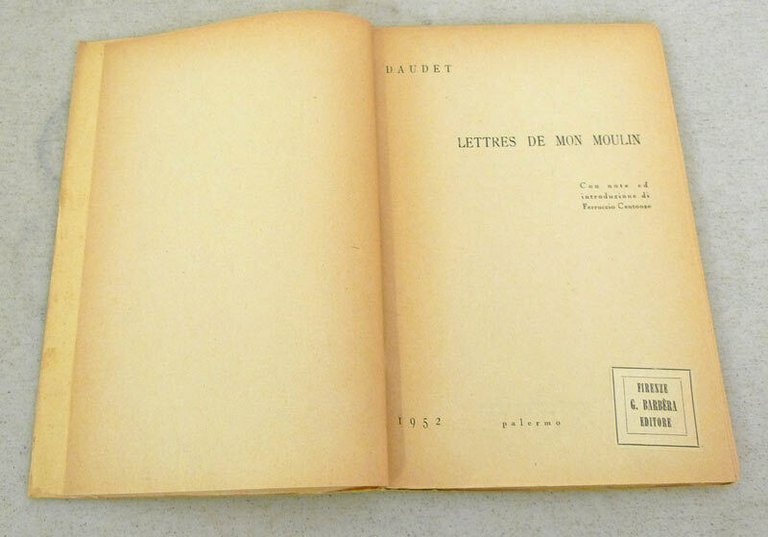 DAUDET
LETTRES DE MON MOULIN
Con note ed
introduzione di
Ferruccio Centonze
1952 palermo
FIRENZE
G. BARBÈRA
EDITORE